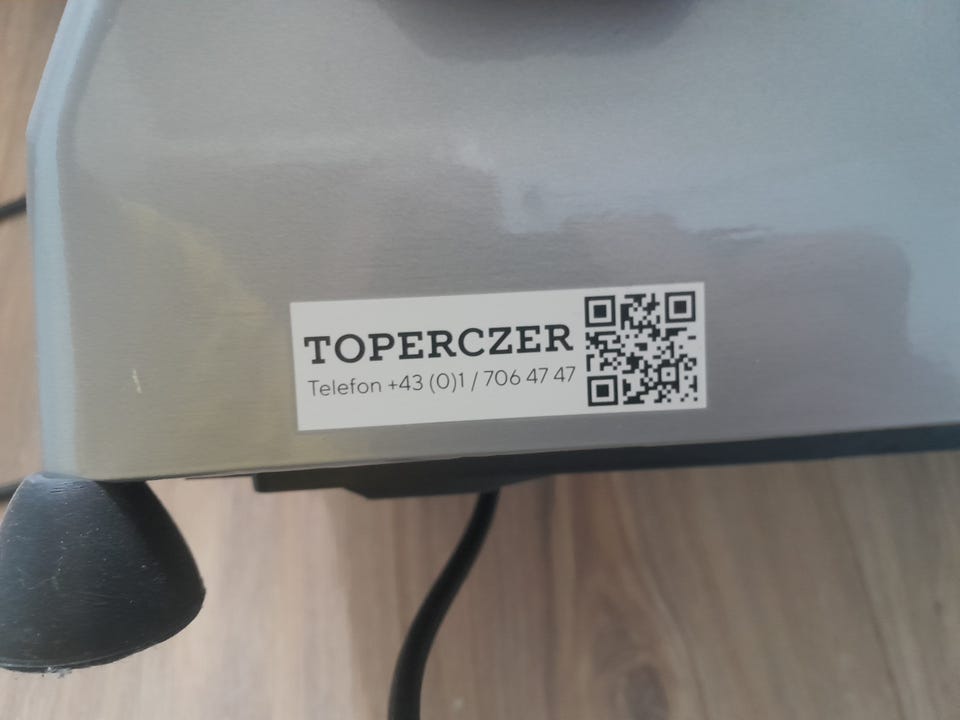 TOPERCZER
Telefon +43 (0)1 / 706 47 47